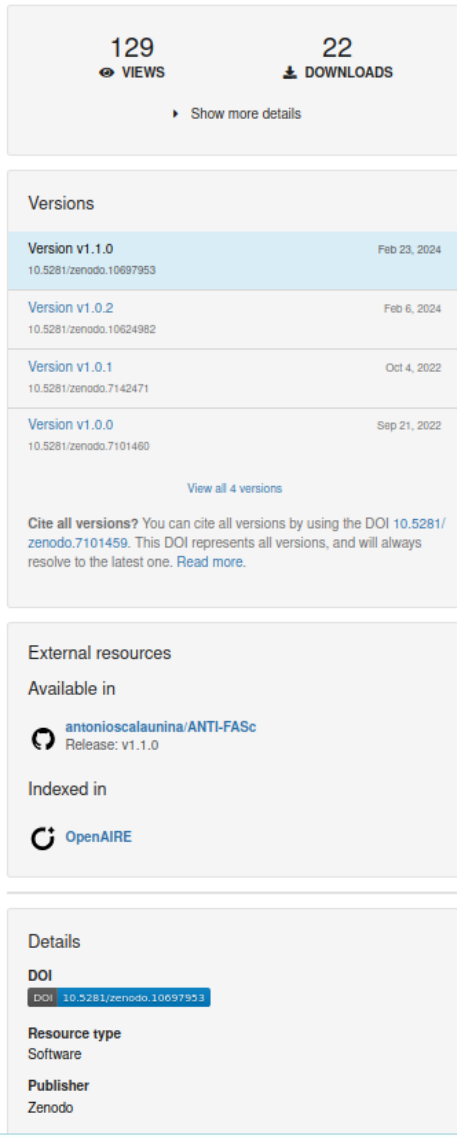 129
VIEWS
22
DOWNLOADS
Show more details
Versions
Version v1.1.0 Feb 23, 2024
10.5281/zenodo.10697953
Version v1.0.2 Feb 6, 2024
10.5281/zenodo.10624982
Version v1.0.1 Oct 4, 2022
10.5281/zenodo.7142471
Version v1.0.0 Sep 21, 2022
10.5281/zenodo.7101460
View all 4 versions
Cite all versions? You can cite all versions by using the DOI 10.5281/
zenodo.7101459. This DOI represents all versions, and will always
resolve to the latest one. Read more.
External resources
Available in
antonioscalaunina/ANTI-FASc
Release: v1.1.0
Indexed in
OpenAIRE
Details
DOI
DOI 10.5281/zenodo.10697953
Resource type
Software
Publisher
Zenodo